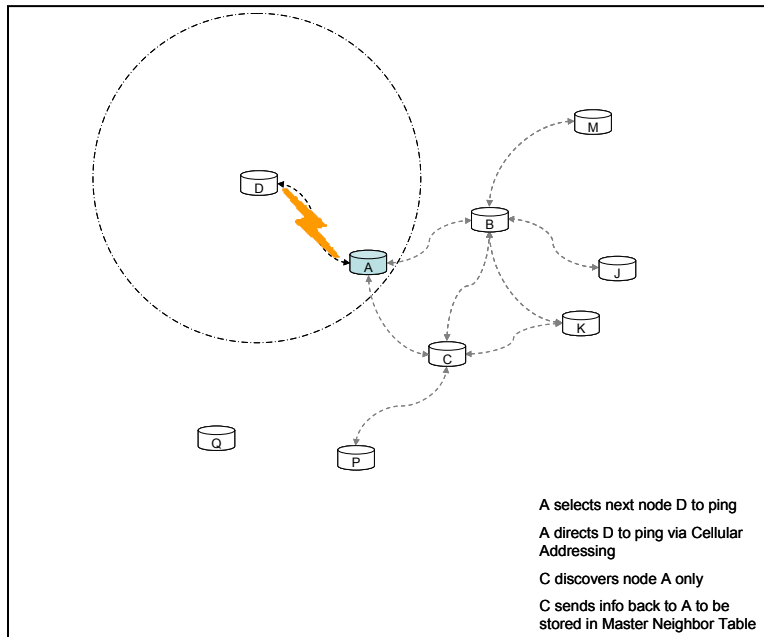 M
D
B
A
J
K
C
Q
P
A selects next node D to ping
A directs D to ping via Cellular
Addressing
C discovers node A only
C sends info back to A to be
stored in Master Neighbor Table